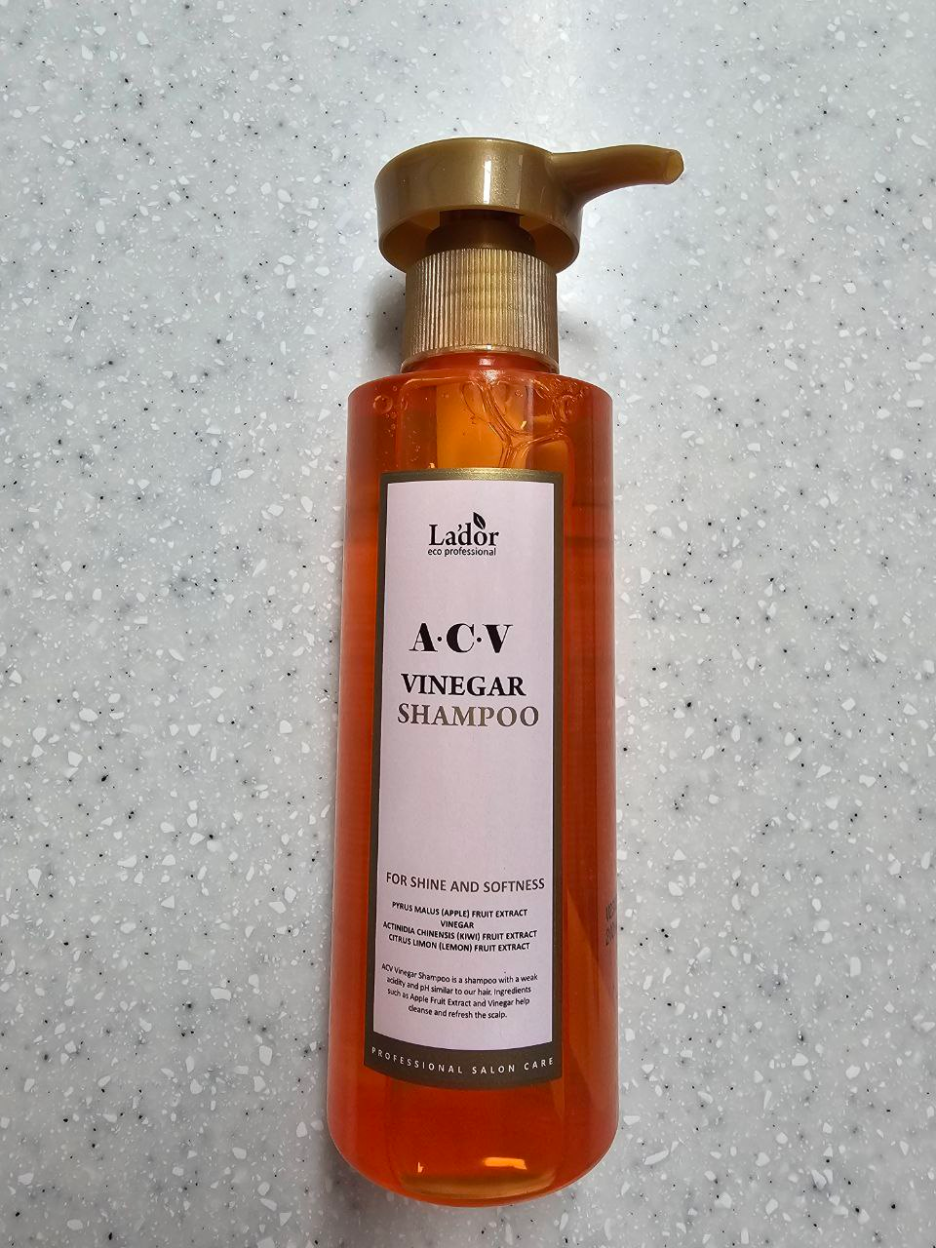 La'dor
eco professional
A·C·V
VINEGAR
SHAMPOO
FOR SHINE AND SOFTNESS
PYRUS MALUS (APPLE) FRUIT EXTRACT
VINEGAR
ACTINIDIA CHINENSIS (KIWI) FRUIT EXTRACT
CITRUS LIMON (LEMON) FRUIT EXTRACT
ACV Vinegar Shampoo is a shampoo with a weak
acidity and pH similar to our hair. Ingredients
such as Apple Fruit Extract and Vinegar help
cleanse and refresh the scalp.
PROFESSIONAL SALON CARE